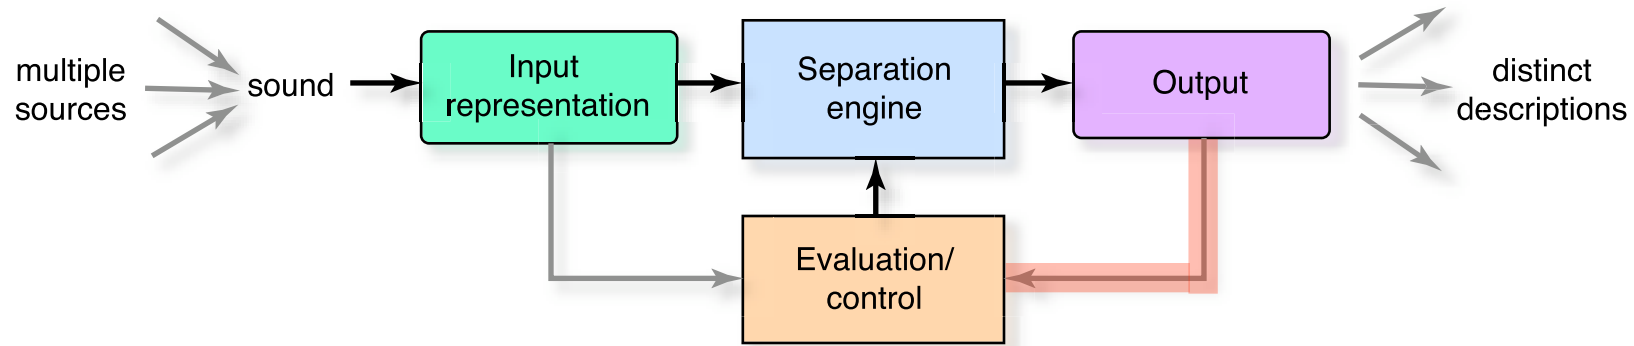 multiple
sources
sound
Input
representation
Separation
engine
Output
distinct
descriptions
Evaluation/
control